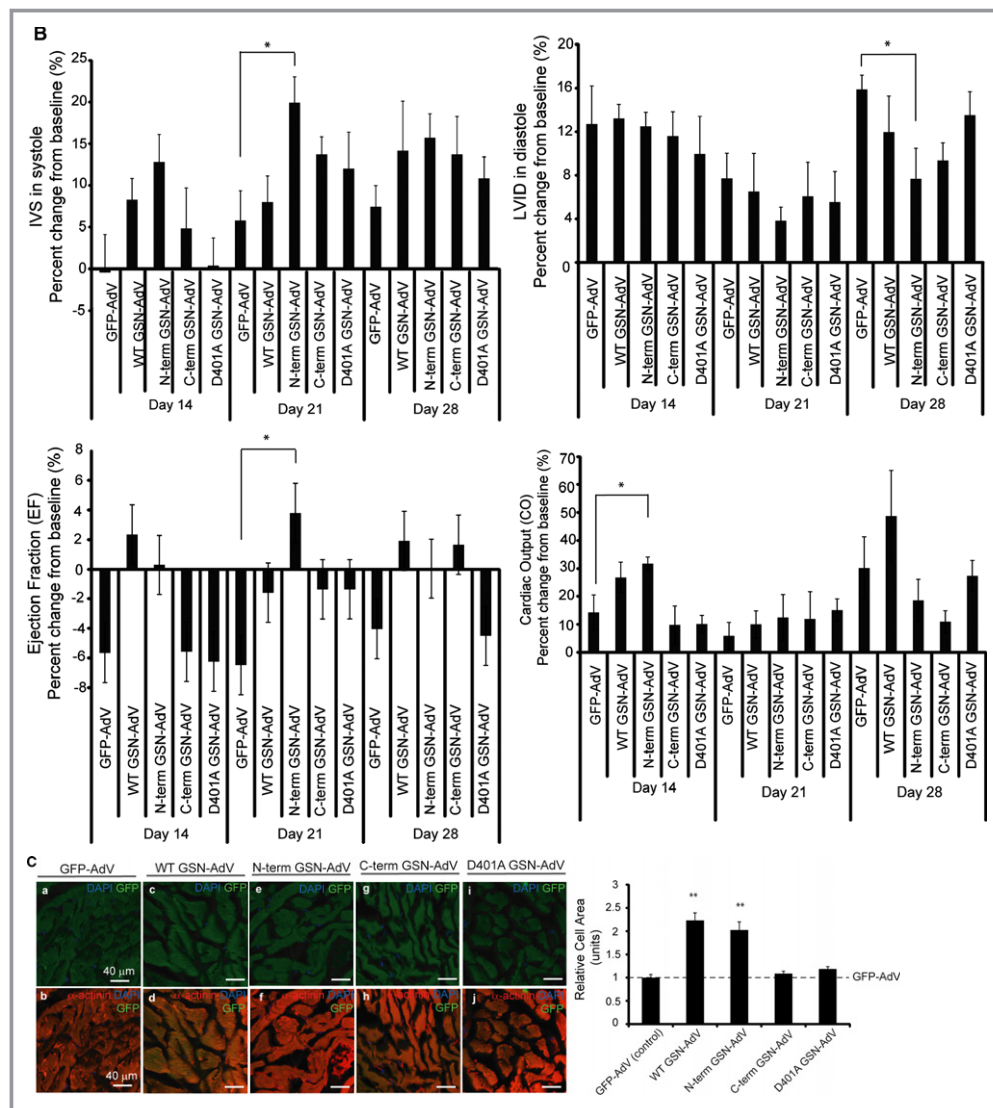 B
IVS in systole
Percent change from baseline (%)
25
20
15
10
5
0
-5
*
GFP-AdV
WT GSN-AdV
N-term GSN-AdV
C-term GSN-AdV
D401A GSN-AdV
GFP-AdV
WT GSN-AdV
N-term GSN-AdV
C-term GSN-AdV
D401A GSN-AdV
GFP-AdV
WT GSN-AdV
N-term GSN-AdV
C-term GSN-AdV
D401A GSN-AdV
Day 14
Day 21
Day 28
LVID in diastole
Percent change from baseline (%)
20
16
12
8
4
0
*
GFP-AdV
WT GSN-AdV
N-term GSN-AdV
C-term GSN-AdV
D401A GSN-AdV
GFP-AdV
WT GSN-AdV
N-term GSN-AdV
C-term GSN-AdV
D401A GSN-AdV
GFP-AdV
WT GSN-AdV
N-term GSN-AdV
C-term GSN-AdV
D401A GSN-AdV
Day 14
Day 21
Day 28
Ejection Fraction (EF)
Percent change from baseline (%)
8
6
4
2
0
-2
-4
-6
-8
*
GFP-AdV
WT GSN-AdV
N-term GSN-AdV
C-term GSN-AdV
D401A GSN-AdV
GFP-AdV
WT GSN-AdV
N-term GSN-AdV
C-term GSN-AdV
D401A GSN-AdV
GFP-AdV
WT GSN-AdV
N-term GSN-AdV
C-term GSN-AdV
D401A GSN-AdV
Day 14
Day 21
Day 28
Cardiac Output (CO)
Percent change from baseline (%)
70
60
50
40
30
20
10
0
*
GFP-AdV
WT GSN-AdV
N-term GSN-AdV
C-term GSN-AdV
D401A GSN-AdV
GFP-AdV
WT GSN-AdV
N-term GSN-AdV
C-term GSN-AdV
D401A GSN-AdV
GFP-AdV
WT GSN-AdV
N-term GSN-AdV
C-term GSN-AdV
D401A GSN-AdV
Day 14
Day 21
Day 28
C
GFP-AdV
WT GSN-AdV
N-term GSN-AdV
C-term GSN-AdV
D401A GSN-AdV
a
DAPI GFP
40 µm
c
DAPI GFP
e
DAPI GFP
g
DAPI GFP
i
DAPI GFP
b
α-actinin DAPI
GFP
40 µm
d
α-actinin DAPI
GFP
f
α-actinin DAPI
GFP
h
α-actinin DAPI
GFP
j
α-actinin DAPI
GFP
Relative Cell Area
(units)
3
2.5
2
1.5
1
0.5
0
**
**
GFP-AdV
GFP-AdV (control)
WT GSN-AdV
N-term GSN-AdV
C-term GSN-AdV
D401A GSN-AdV